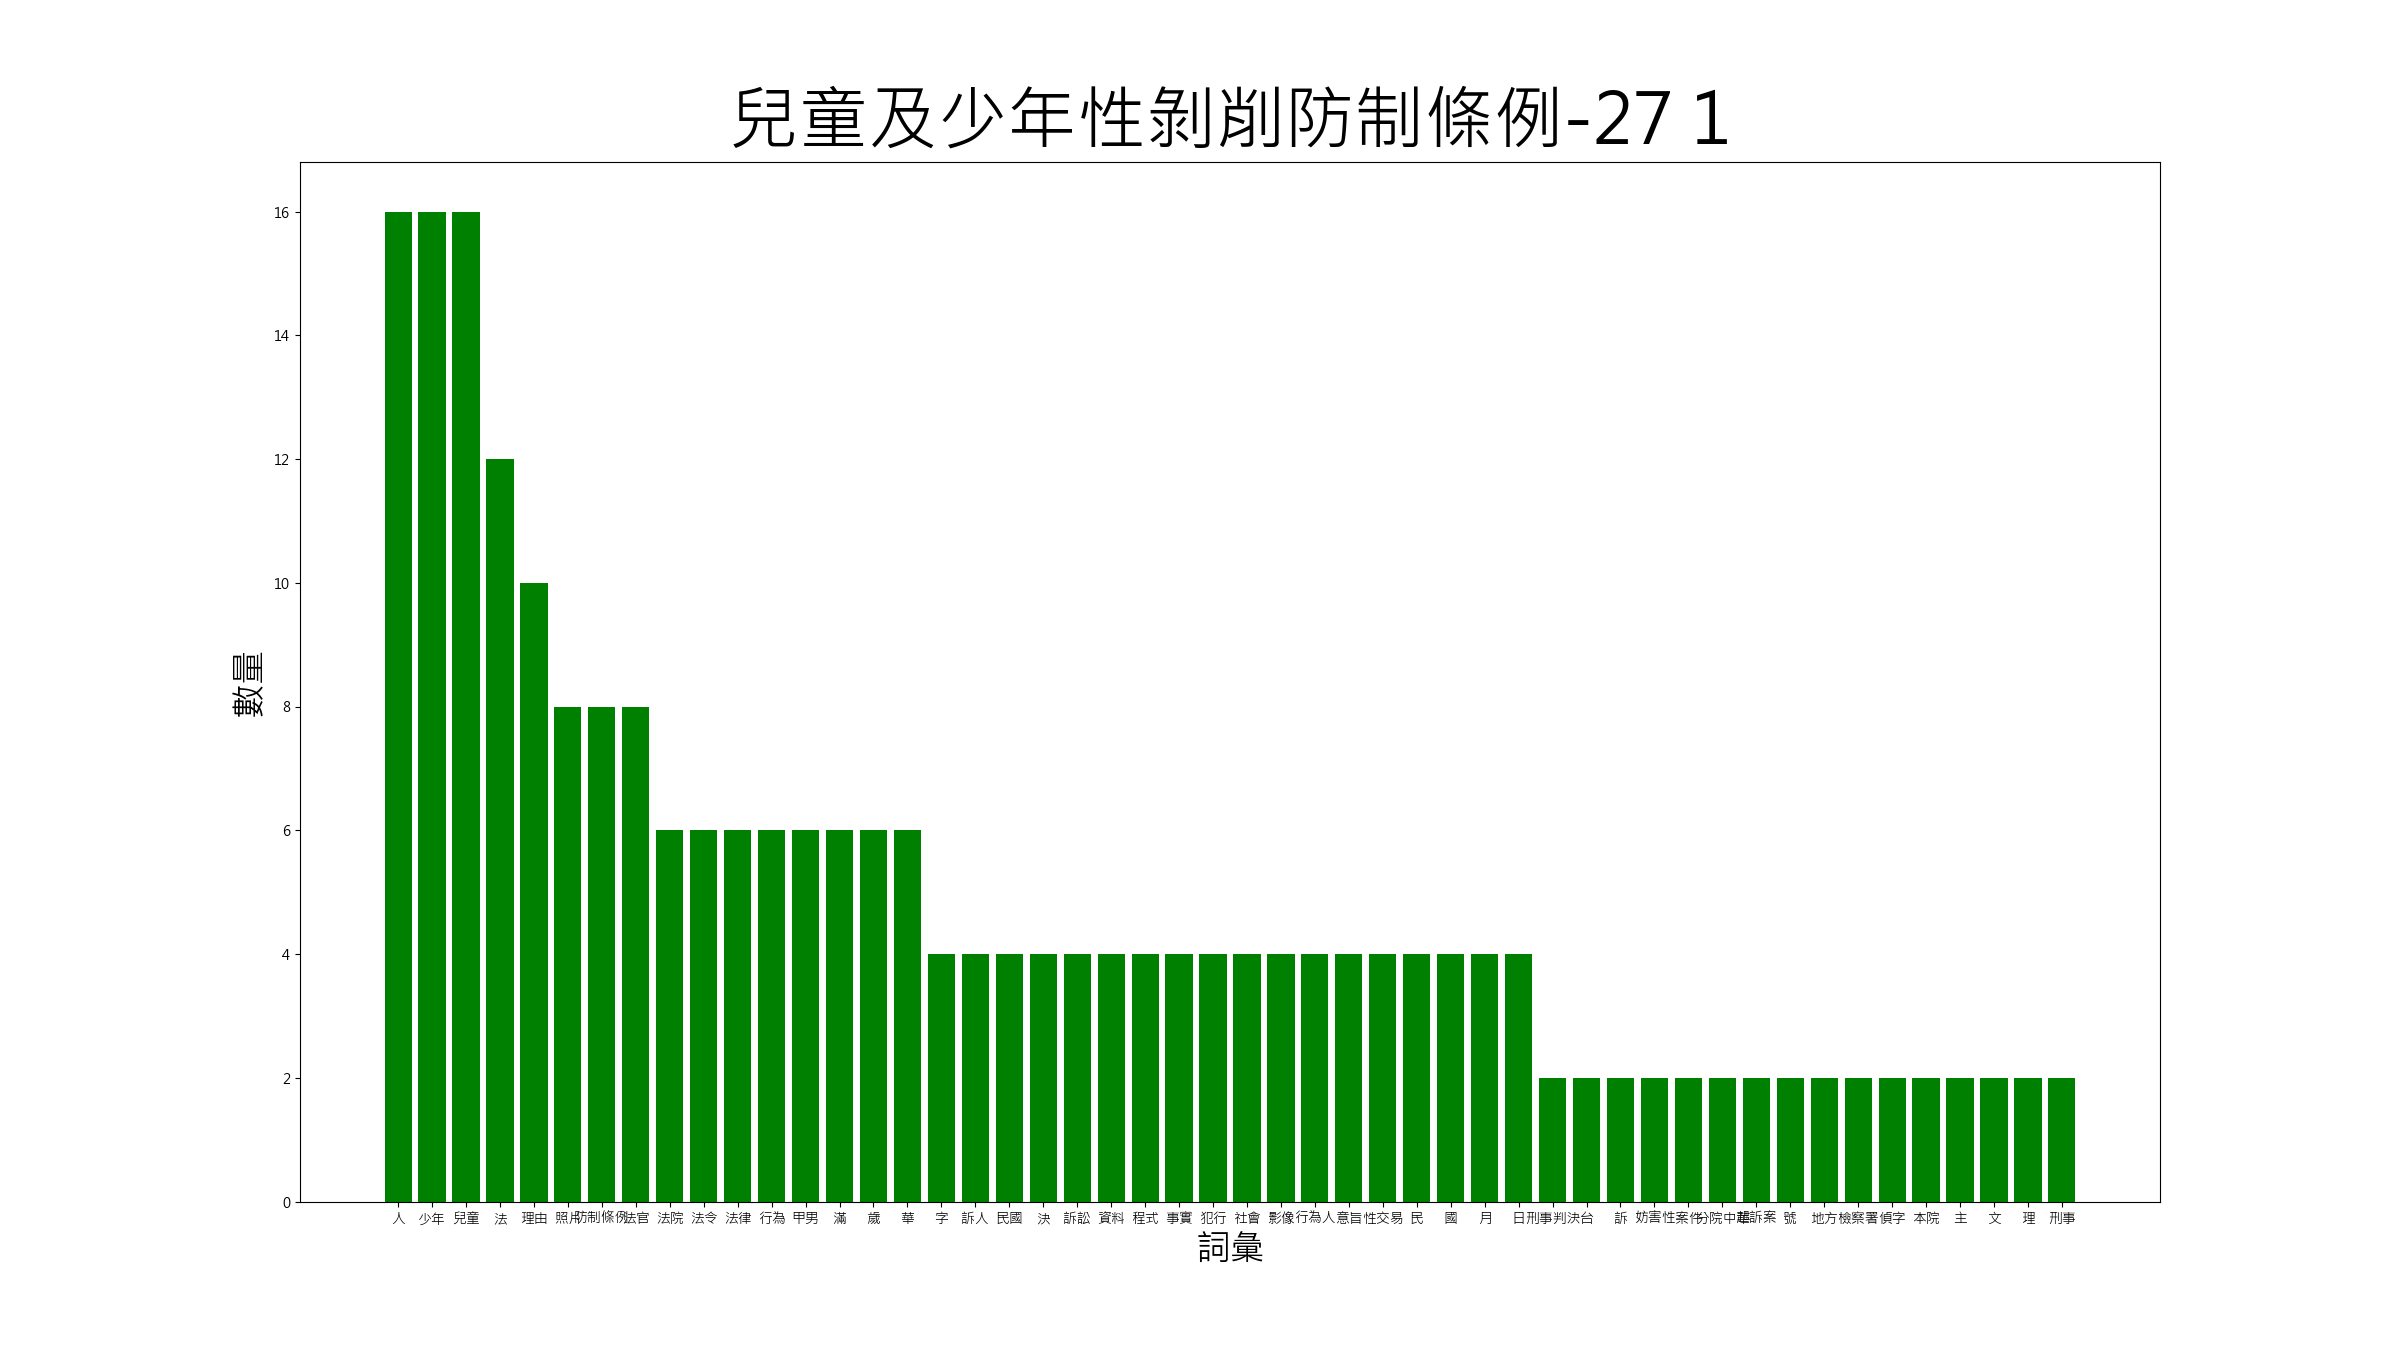 兒童及少年性剝削防制條例-27 1
16
14
12
10
8
6
4
2
0
數量
人 少年 兒童 法 理由 照片 防制條例 法官 法院 法令 法律 行為 甲男 滿 歲 華 字 訴人 民國 決 訴訟 資料 程式 事實 犯行 社會 影像 行為人 意旨 性交易 民 國 月 日 刑事判決 台 訴 妨害 性案件 分院中華 訴案 號 地方 檢察署 偵字 本院 主 文 理 刑事
詞彙